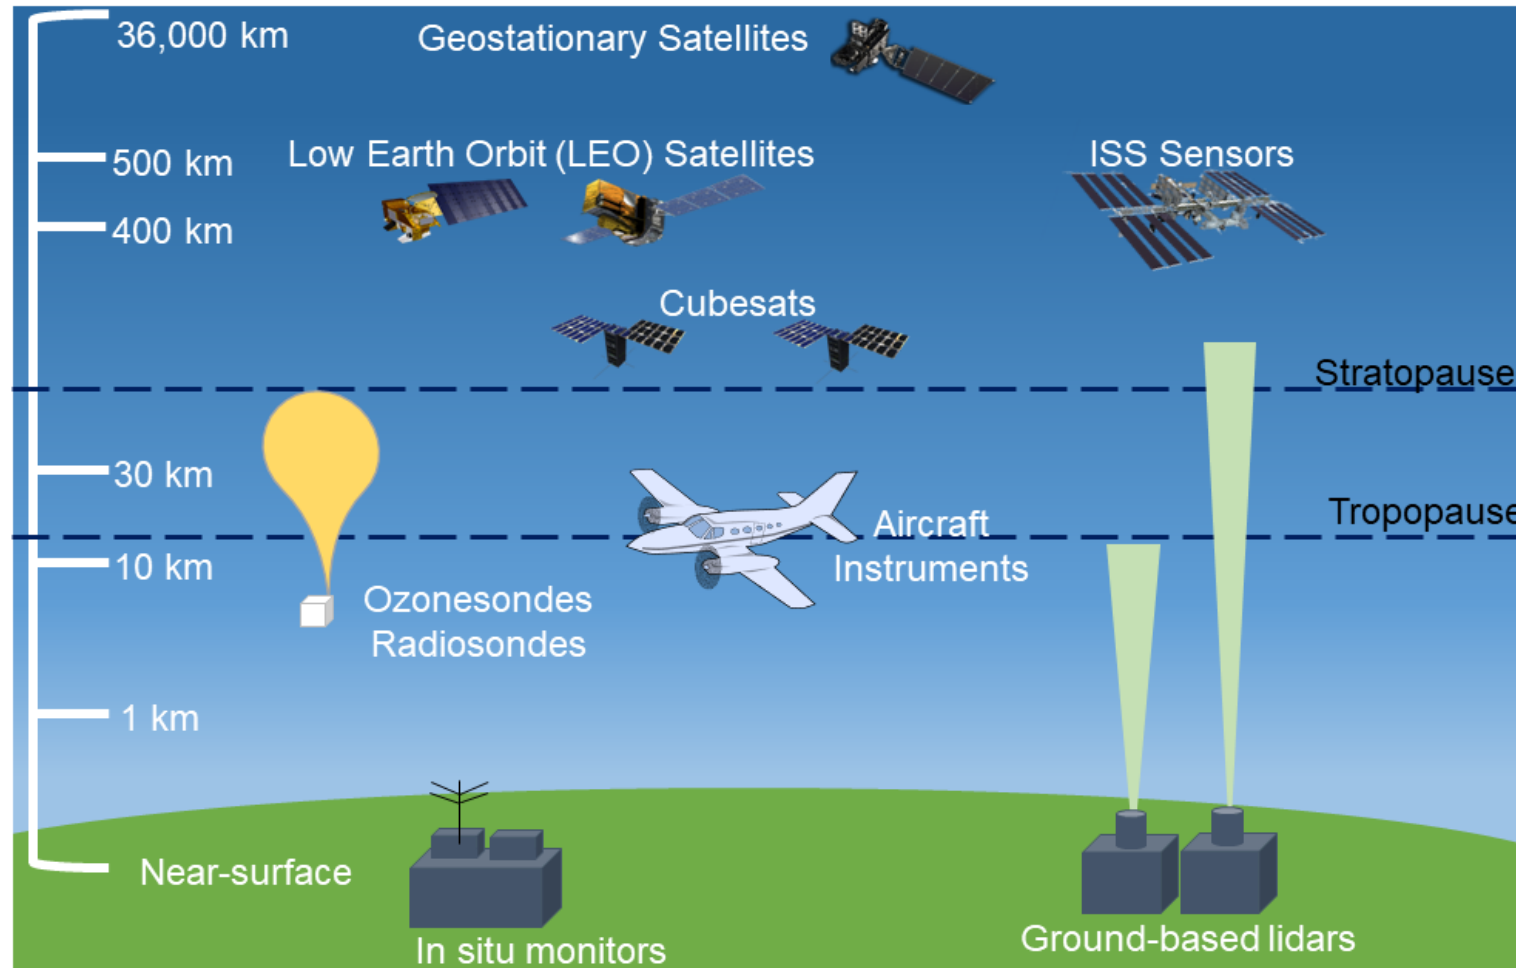 36,000 km
Geostationary Satellites
500 km
Low Earth Orbit (LEO) Satellites
ISS Sensors
400 km
Cubesats
Stratopause
30 km
Tropopause
Aircraft
Instruments
10 km
Ozonesondes
Radiosondes
1 km
Near-surface
In situ monitors
Ground-based lidars